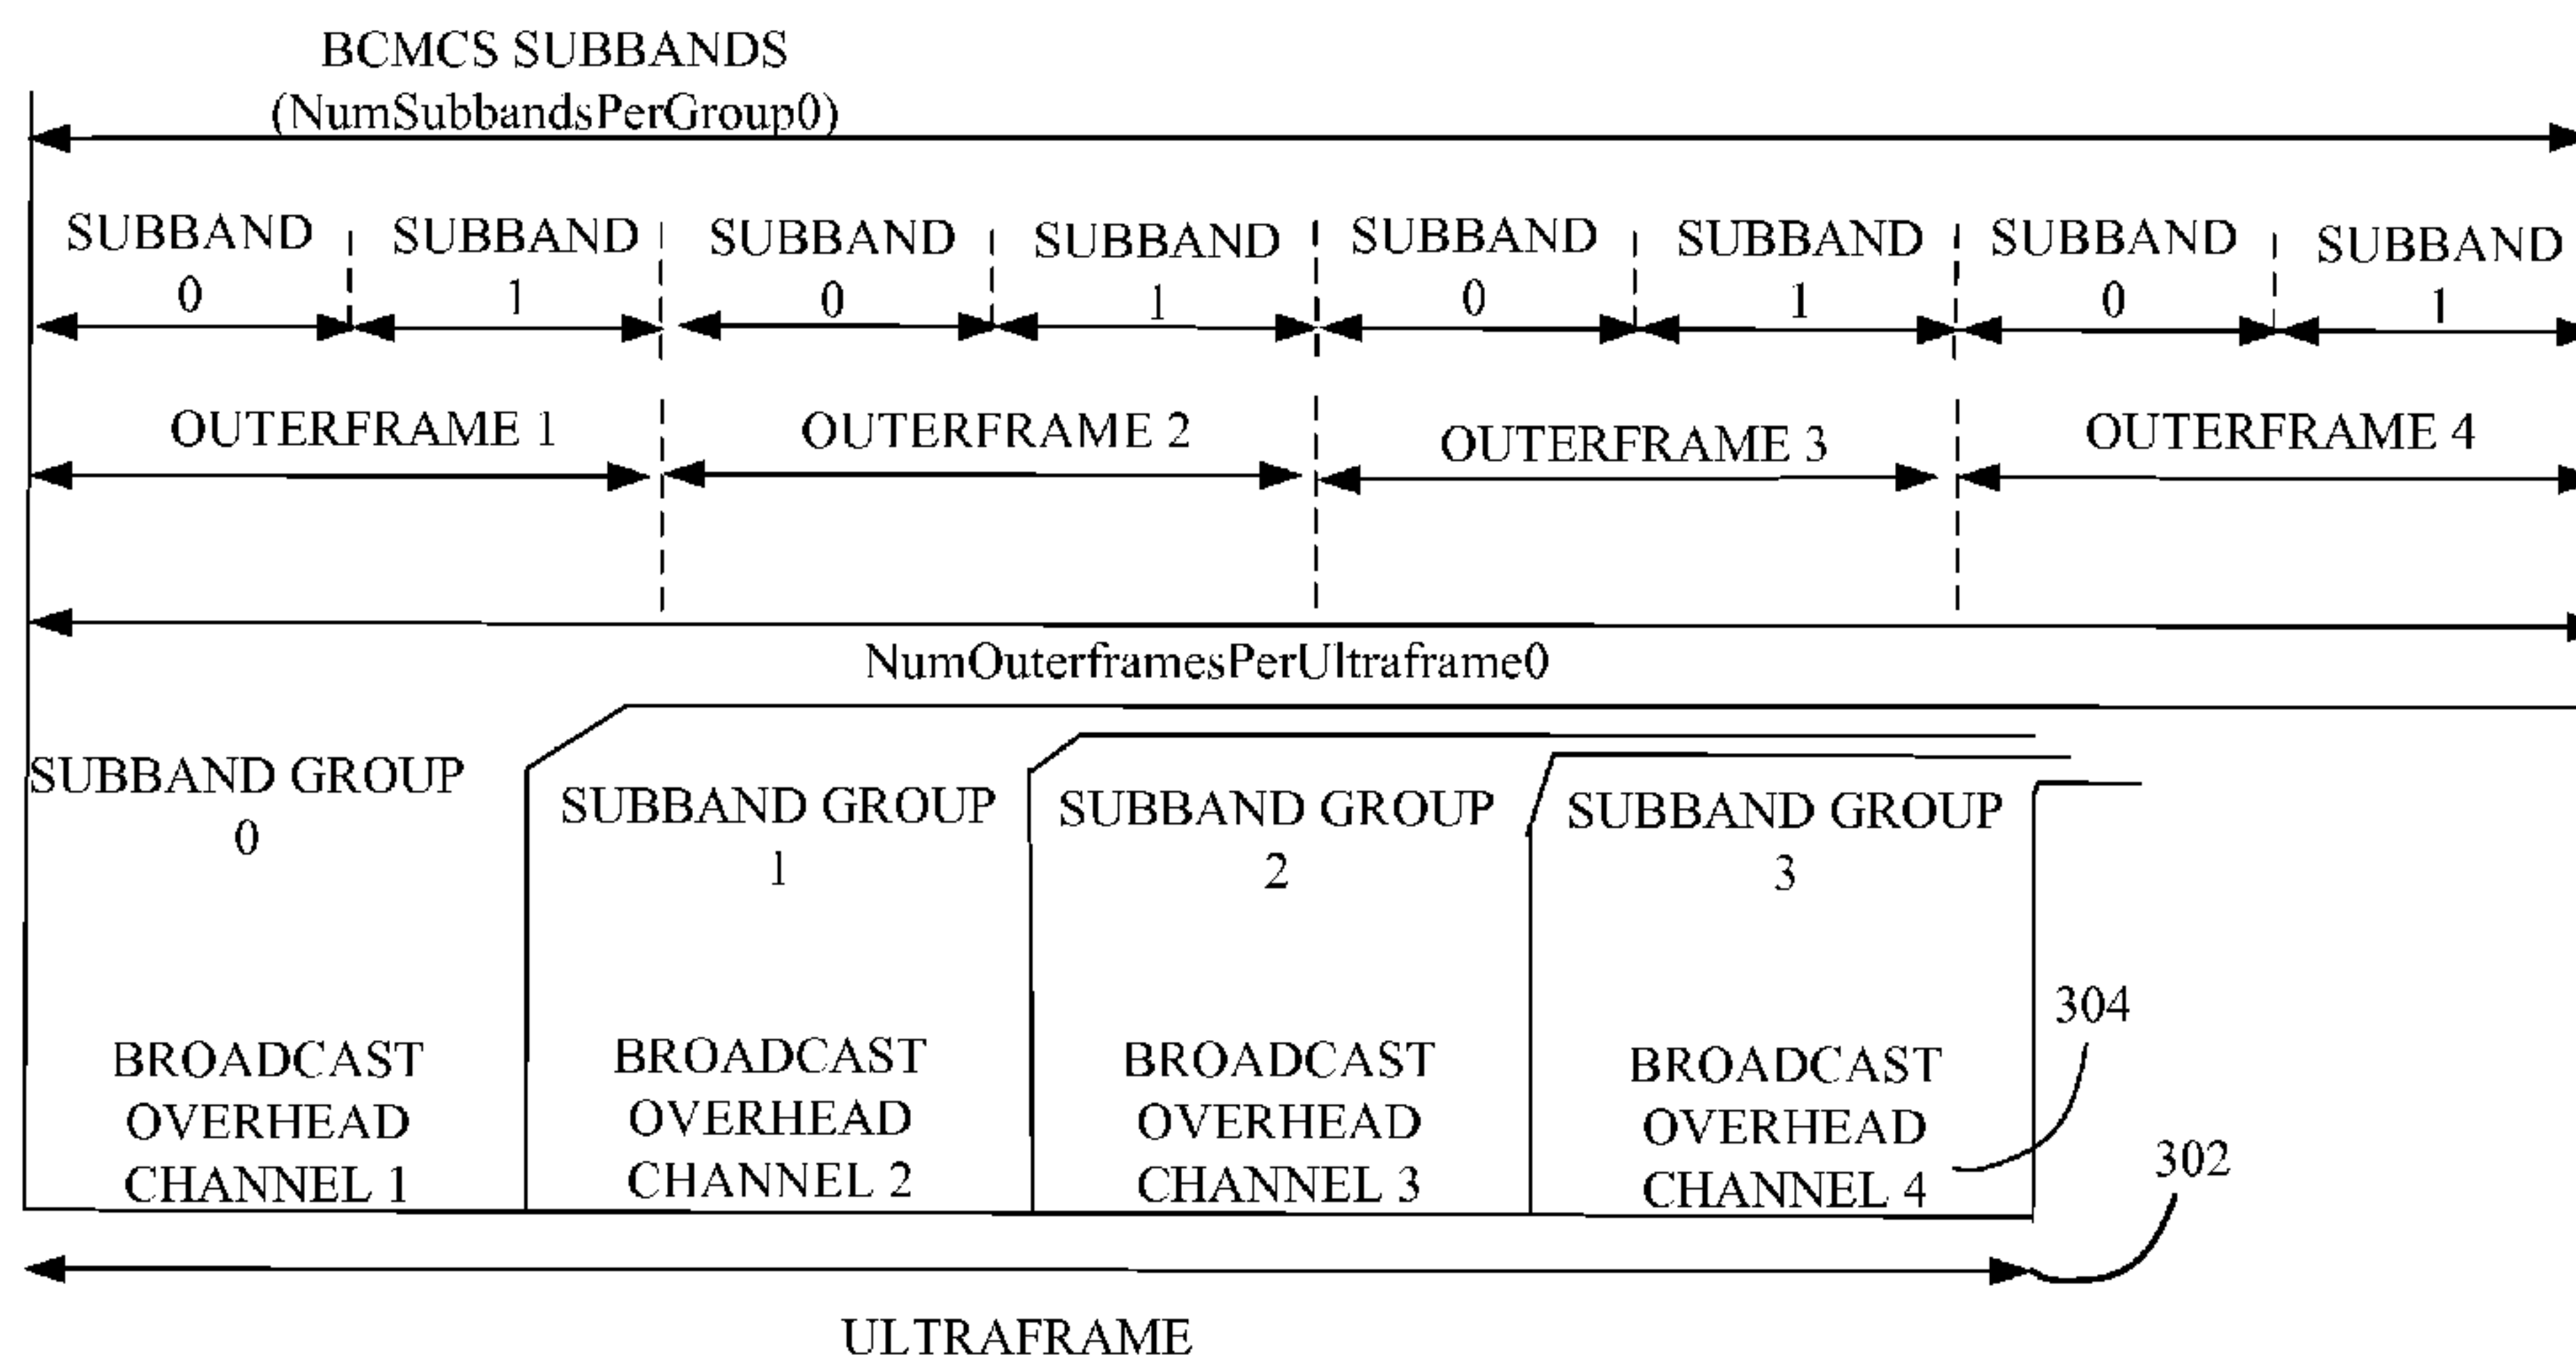 BCMCS SUBBANDS
(NumSubbandsPerGroup0)
SUBBAND SUBBAND SUBBAND SUBBAND SUBBAND SUBBAND SUBBAND SUBBAND
0 1 0 1 0 1 0 1
OUTERFRAME 1 OUTERFRAME 2 OUTERFRAME 3 OUTERFRAME 4
NumOuterframesPerUltraframe0
SUBBAND GROUP
0
SUBBAND GROUP
1
SUBBAND GROUP
2
SUBBAND GROUP
3
BROADCAST
OVERHEAD
CHANNEL 1
BROADCAST
OVERHEAD
CHANNEL 2
BROADCAST
OVERHEAD
CHANNEL 3
BROADCAST
OVERHEAD
CHANNEL 4
304
302
ULTRAFRAME